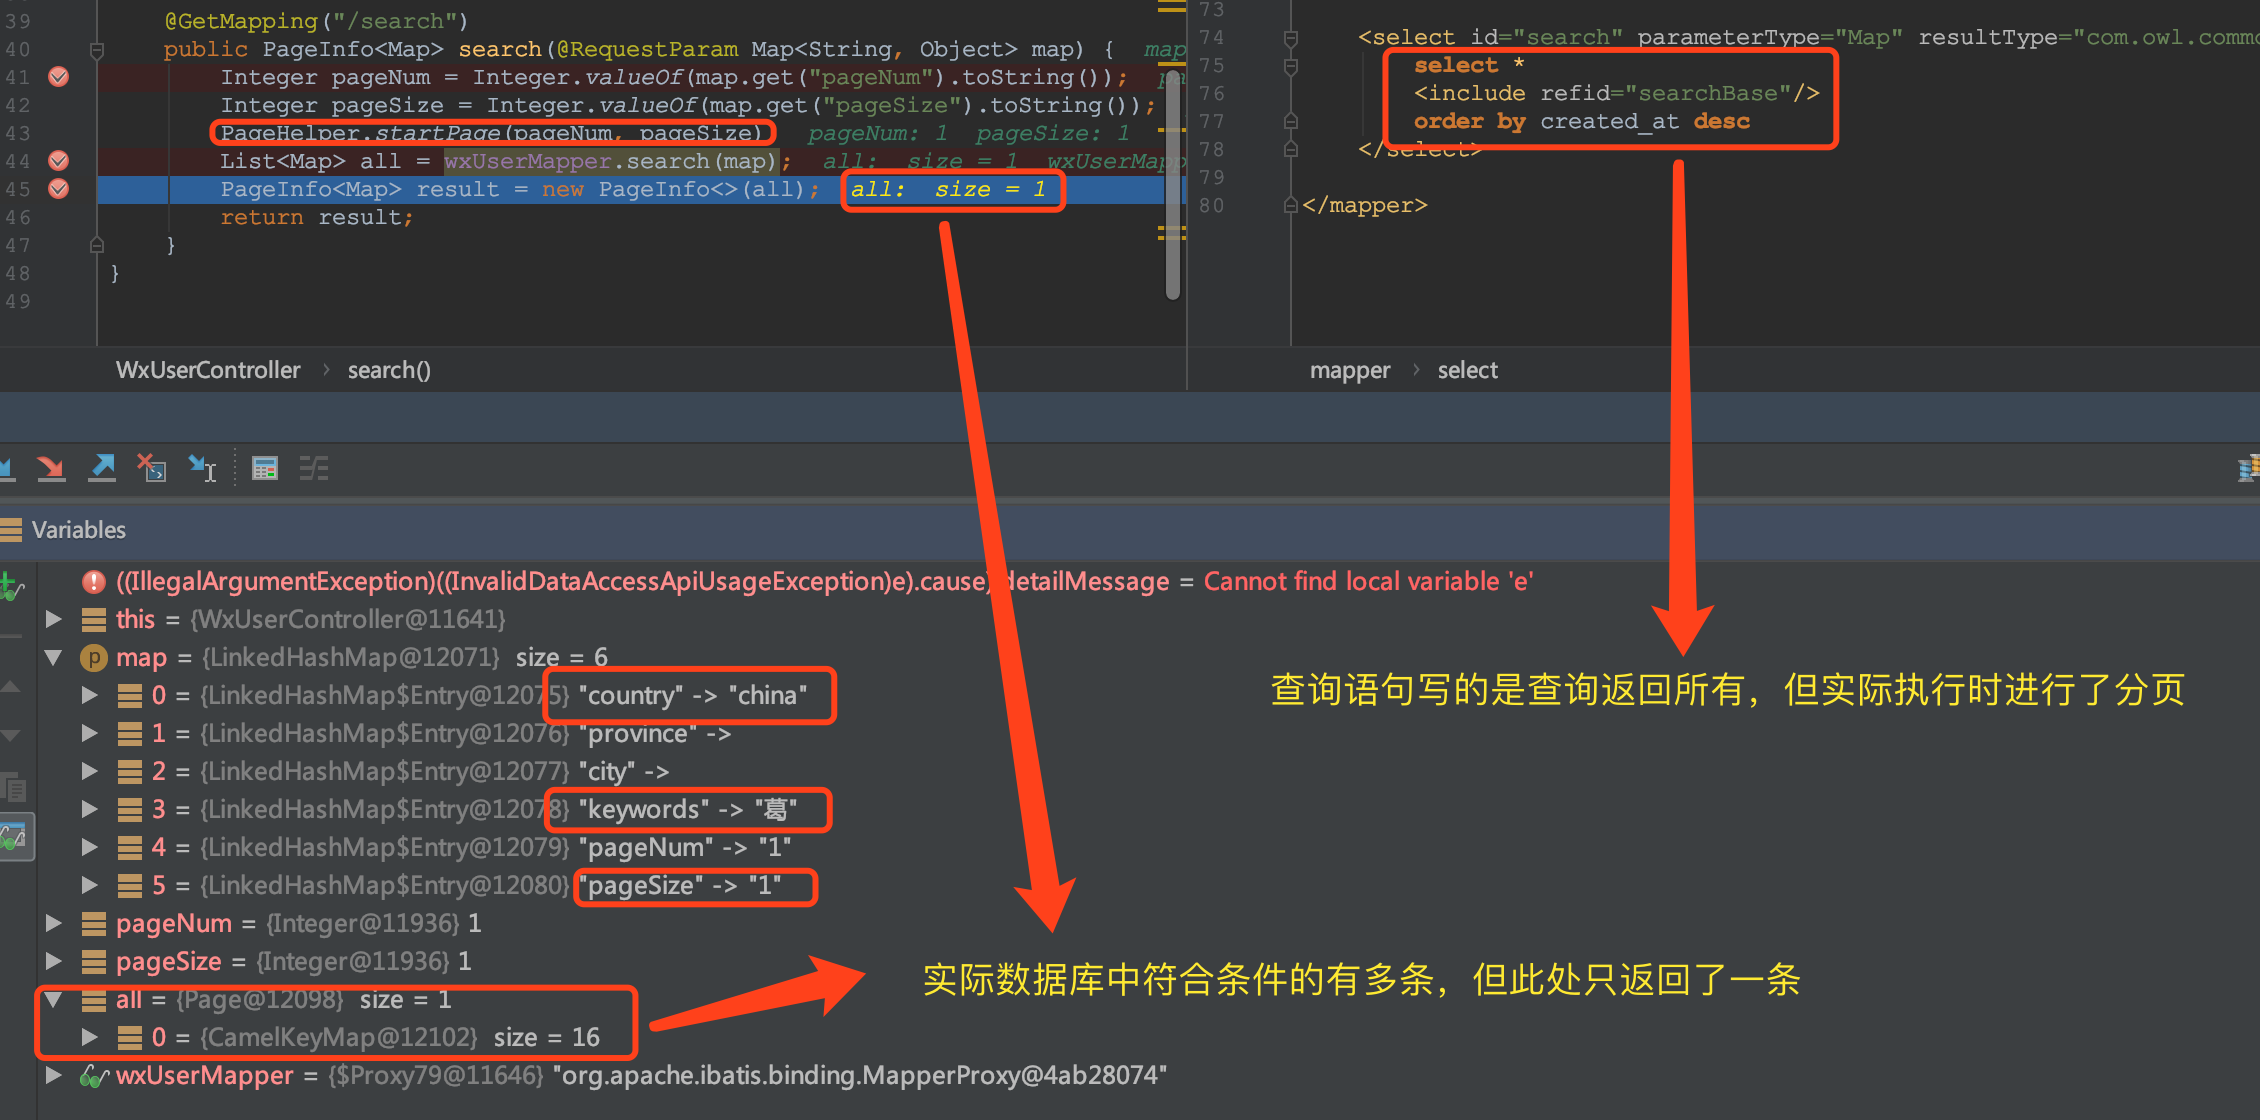 39 @GetMapping("/search")
40 public PageInfo<Map> search(@RequestParam Map<String, Object> map) { map
41 Integer pageNum = Integer.valueOf(map.get("pageNum").toString()); pa
42 Integer pageSize = Integer.valueOf(map.get("pageSize").toString());
43 PageHelper.startPage(pageNum, pageSize) pageNum: 1 pageSize: 1
44 List<Map> all = wxUserMapper.search(map); all: size = 1 wxUserMapp
45 PageInfo<Map> result = new PageInfo<>(all); all: size = 1
46 return result;
47 }
48 }
49
73
74 <select id="search" parameterType="Map" resultType="com.owl.commo
75 select *
76 <include refid="searchBase"/>
77 order by created_at desc
78 </select>
79
80 </mapper>
WxUserController › search()
mapper › select
Variables
((IllegalArgumentException)((InvalidDataAccessApiUsageException)e).cause).detailMessage = Cannot find local variable 'e'
this = {WxUserController@11641}
p map = {LinkedHashMap@12071} size = 6
0 = {LinkedHashMap$Entry@12075} "country" -> "china"
1 = {LinkedHashMap$Entry@12076} "province" ->
2 = {LinkedHashMap$Entry@12077} "city" ->
3 = {LinkedHashMap$Entry@12078} "keywords" -> "葛"
4 = {LinkedHashMap$Entry@12079} "pageNum" -> "1"
5 = {LinkedHashMap$Entry@12080} "pageSize" -> "1"
pageNum = {Integer@11936} 1
pageSize = {Integer@11936} 1
all = {Page@12098} size = 1
0 = {CamelKeyMap@12102} size = 16
wxUserMapper = {$Proxy79@11646} "org.apache.ibatis.binding.MapperProxy@4ab28074"
查询语句写的是查询返回所有，但实际执行时进行了分页
实际数据库中符合条件的有多条，但此处只返回了一条